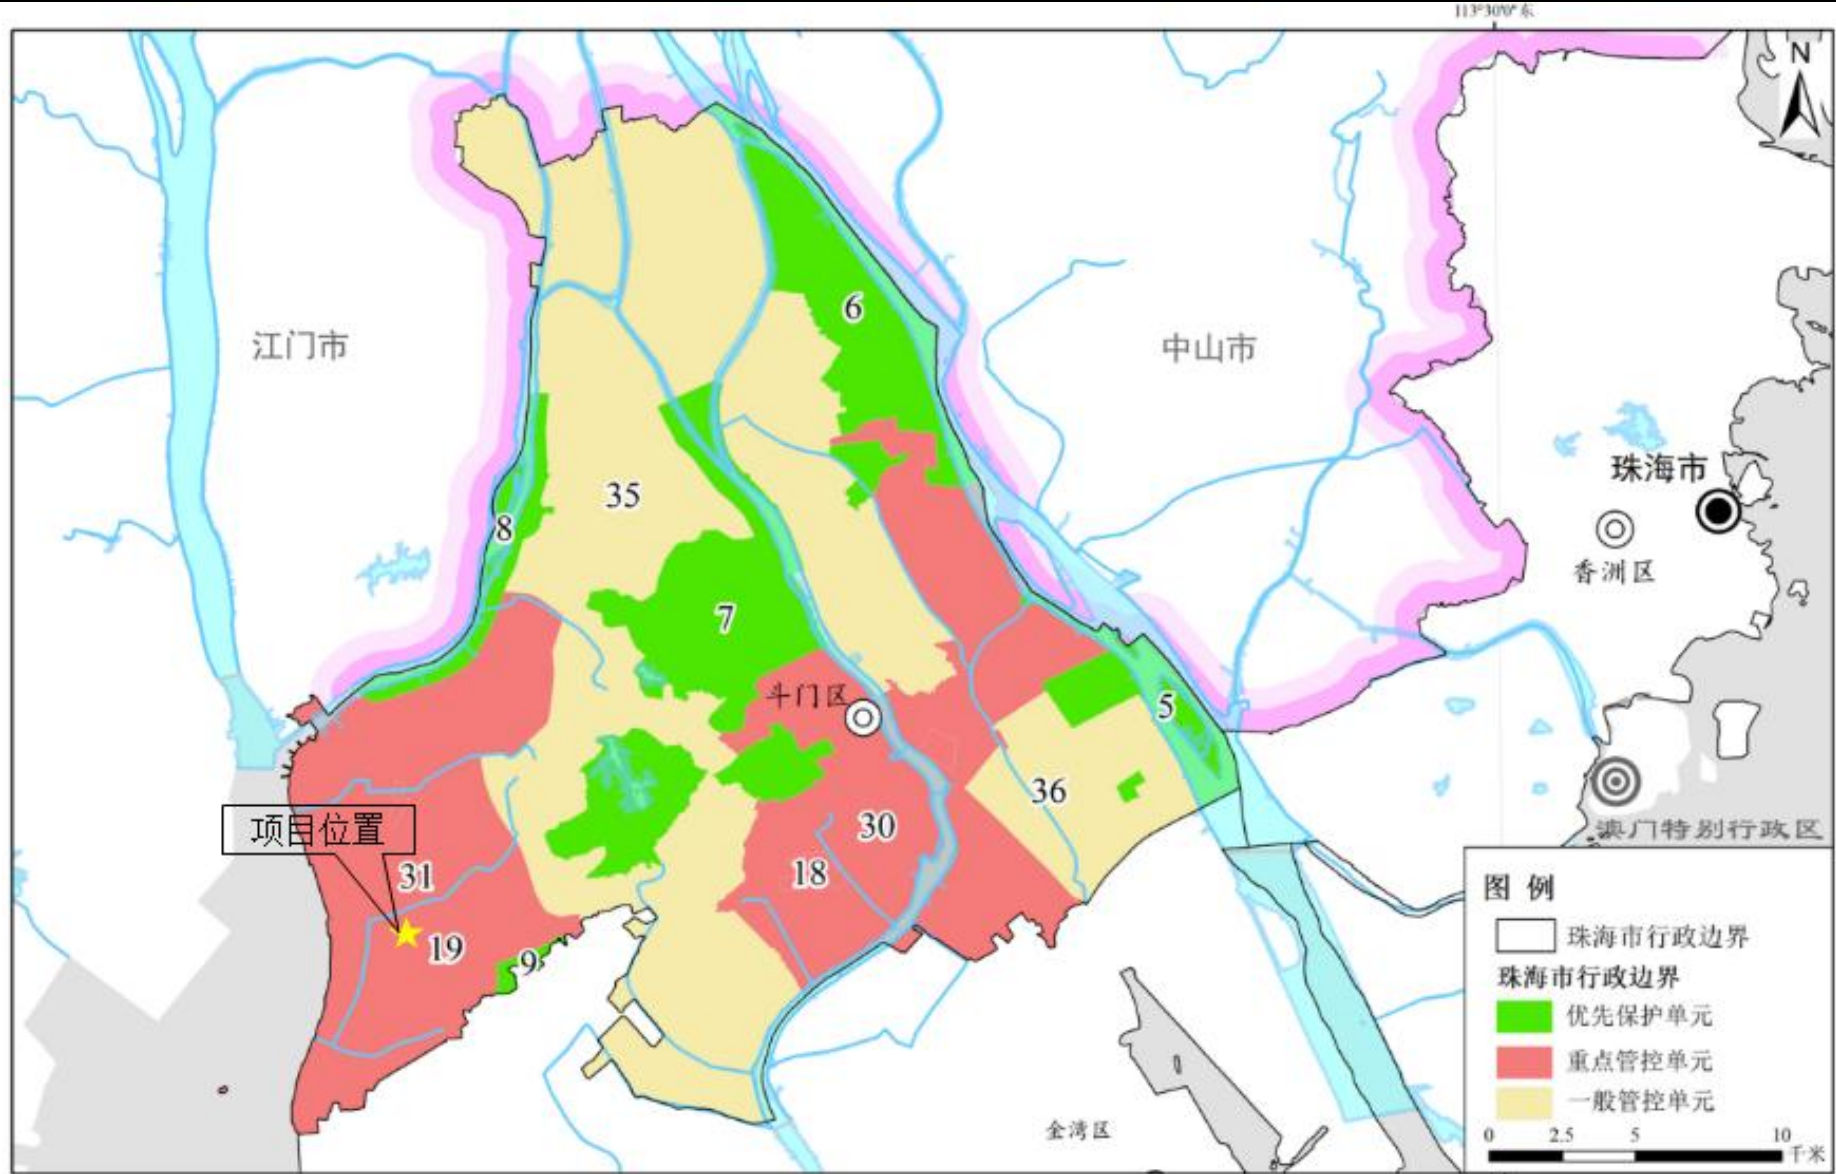 113°30'0"东
N
6
江门市
中山市
珠海市
35
8
香洲区
7
斗门区
5
36
项目位置
30
澳门特别行政区
31
18
19
9
图 例
珠海市行政边界
珠海市行政边界
优先保护单元
重点管控单元
一般管控单元
金湾区
0 2.5 5 10
千米